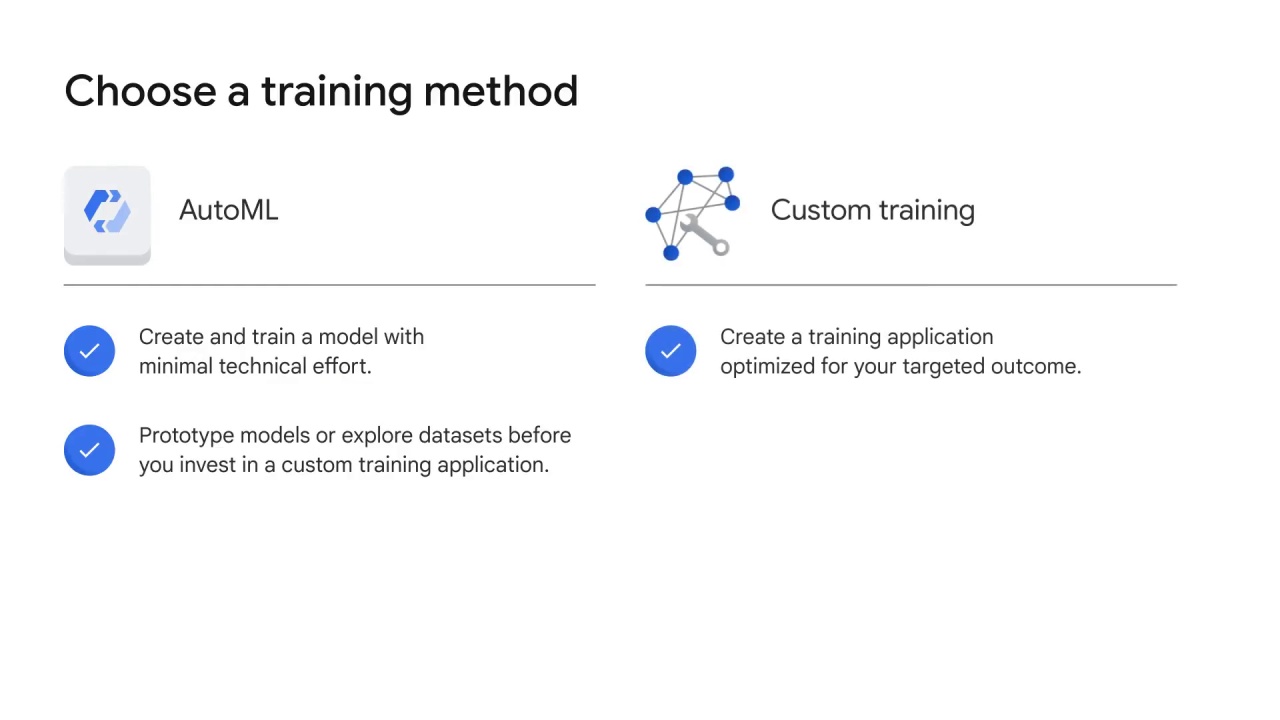 Choose a training method
AutoML
Create and train a model with
minimal technical effort.
Prototype models or explore datasets before
you invest in a custom training application.
Custom training
Create a training application
optimized for your targeted outcome.